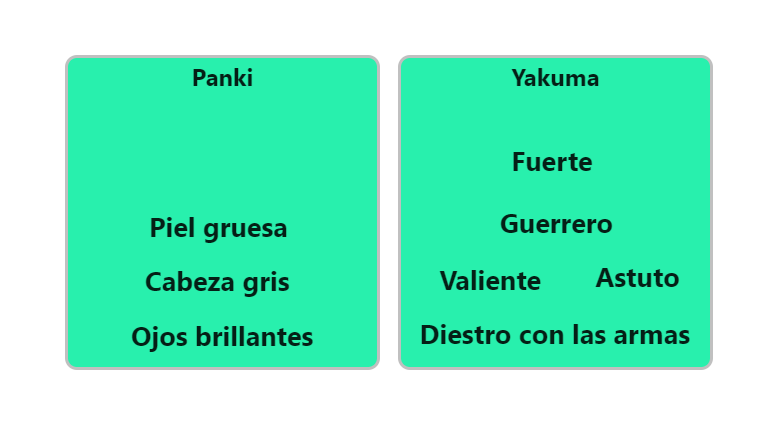 Panki
Piel gruesa
Cabeza gris
Ojos brillantes
Yakuma
Fuerte
Guerrero
Valiente
Astuto
Diestro con las armas